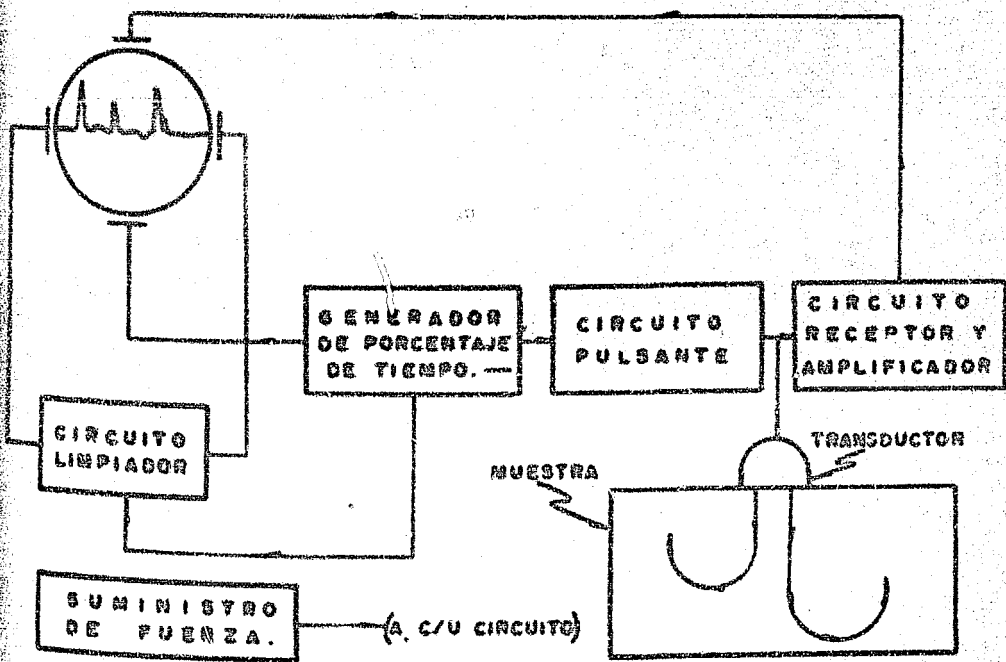 GENERADOR
DE PORCENTAJE
DE TIEMPO.—
CIRCUITO
PULSANTE
CIRCUITO
RECEPTOR Y
AMPLIFICADOR
CIRCUITO
LIMPIADOR
MUESTRA
TRANSDUCTOR
SUMINISTRO
DE FUERZA.
(A C/U CIRCUITO)